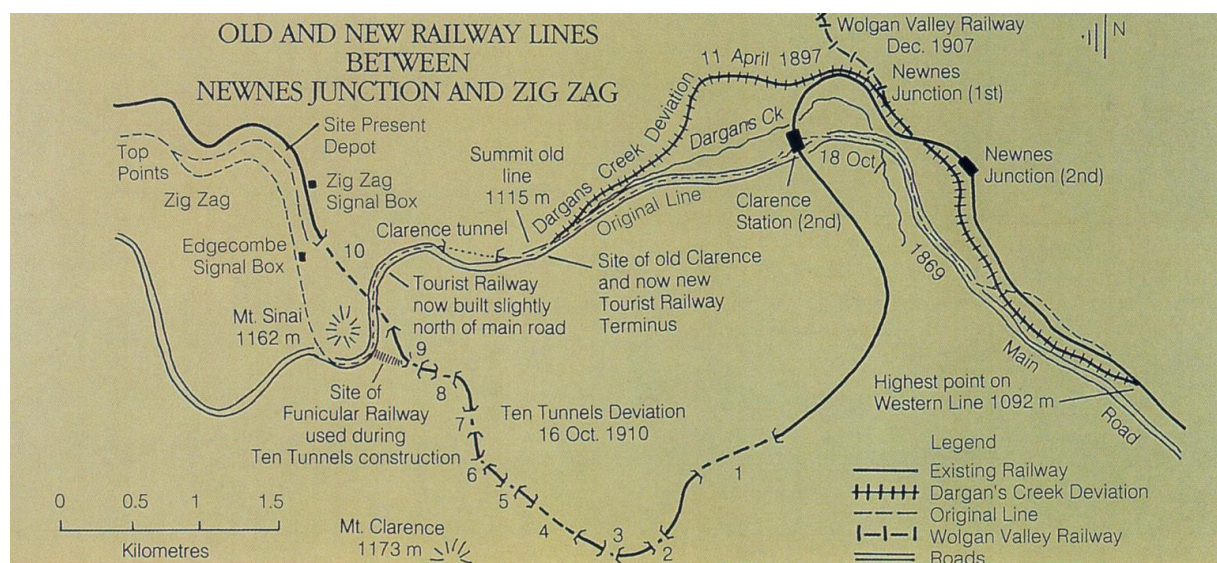 OLD AND NEW RAILWAY LINES
BETWEEN
NEWNES JUNCTION AND ZIG ZAG
Wolgan Valley Railway
Dec. 1907
N
11 April 1897
Newnes
Junction (1st)
Site Present
Depot
Top
Points
Zig Zag
Zig Zag
Signal Box
Edgecombe
Signal Box
10
Summit old
line
1115 m
Clarence tunnel
Dargans Creek Deviation
Dargans Ck
Original Line
18 Oct.
1869
Newnes
Junction (2nd)
Clarence
Station (2nd)
Tourist Railway
now built slightly
north of main road
Site of old Clarence
and now new
Tourist Railway
Terminus
Mt. Sinai
1162 m
9
8
7
6
5
4
3
2
1
Site of
Funicular Railway
used during
Ten Tunnels construction
Ten Tunnels Deviation
16 Oct. 1910
Main
Road
Highest point on
Western Line 1092 m
0 0.5 1 1.5
Kilometres
Mt. Clarence
1173 m
Legend
Existing Railway
Dargan's Creek Deviation
Original Line
Wolgan Valley Railway
Roads